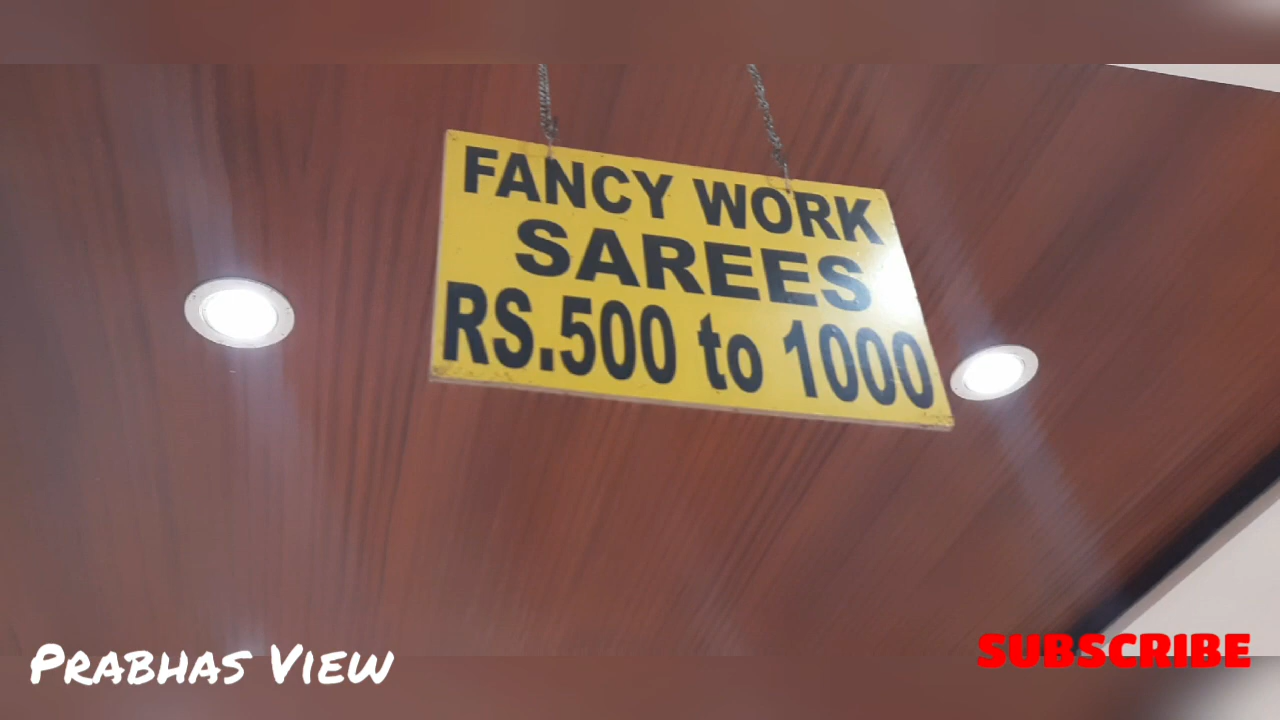 FANCY WORK
SAREES
RS.500 to 1000
PRABHAS VIEW
SUBSCRIBE